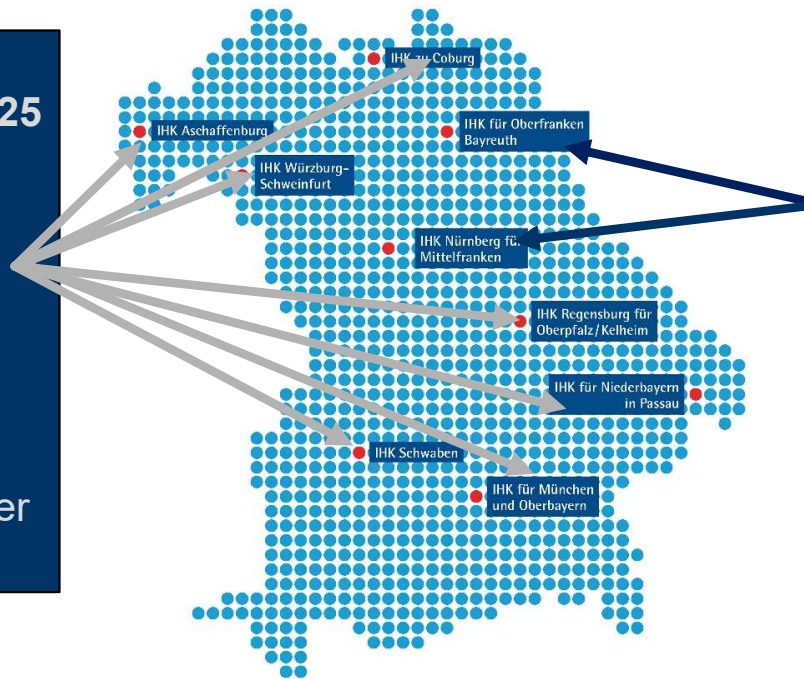 25
er
IHK zu Coburg
IHK Aschaffenburg
IHK für Oberfranken
Bayreuth
IHK Würzburg-
Schweinfurt
IHK Nürnberg für
Mittelfranken
IHK Regensburg für
Oberpfalz/Kelheim
IHK für Niederbayern
in Passau
IHK Schwaben
IHK für München
und Oberbayern